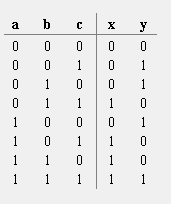 a b c x y
0 0 0 0 0
0 0 1 0 1
0 1 0 0 1
0 1 1 1 0
1 0 0 0 1
1 0 1 1 0
1 1 0 1 0
1 1 1 1 1